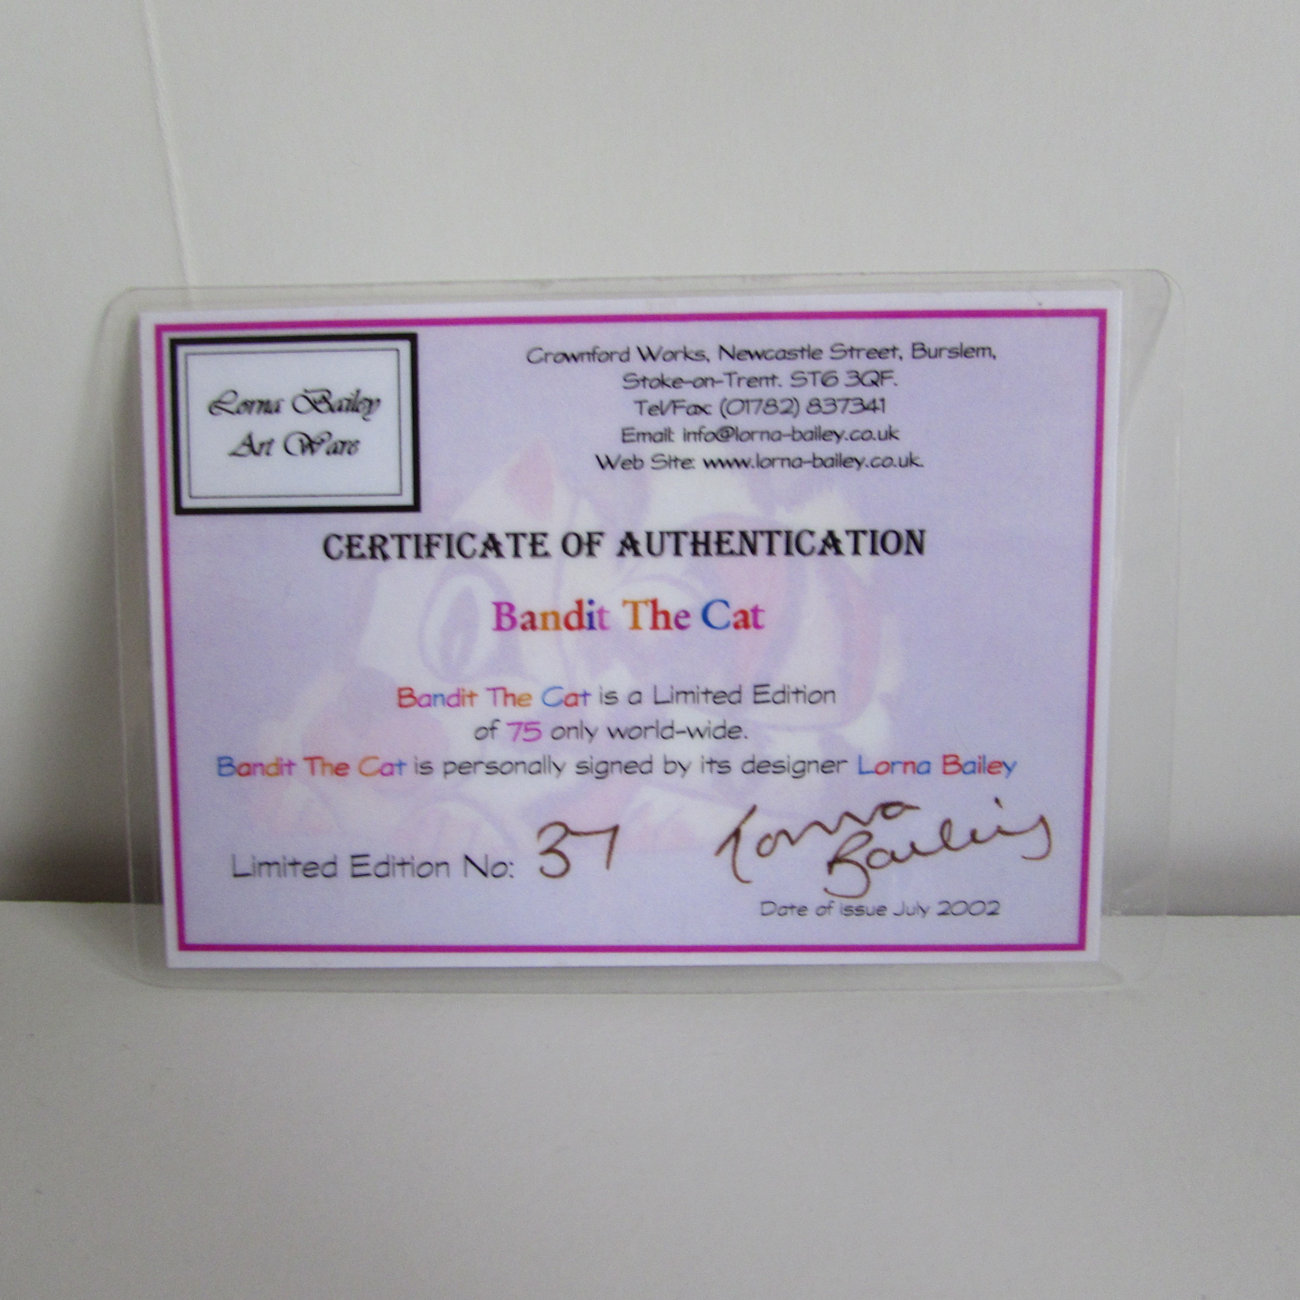 Lorna Bailey
Art Ware
Crownford Works, Newcastle Street, Burslem,
Stoke-on-Trent. ST6 3QF.
Tel/Fax: (01782) 837341
Email: info@lorna-bailey.co.uk
Web Site: www.lorna-bailey.co.uk.
CERTIFICATE OF AUTHENTICATION
Bandit The Cat
Bandit The Cat is a Limited Edition
of 75 only world-wide.
Bandit The Cat is personally signed by its designer Lorna Bailey
Limited Edition No: 37
Lorna
Bailey
Date of issue July 2002